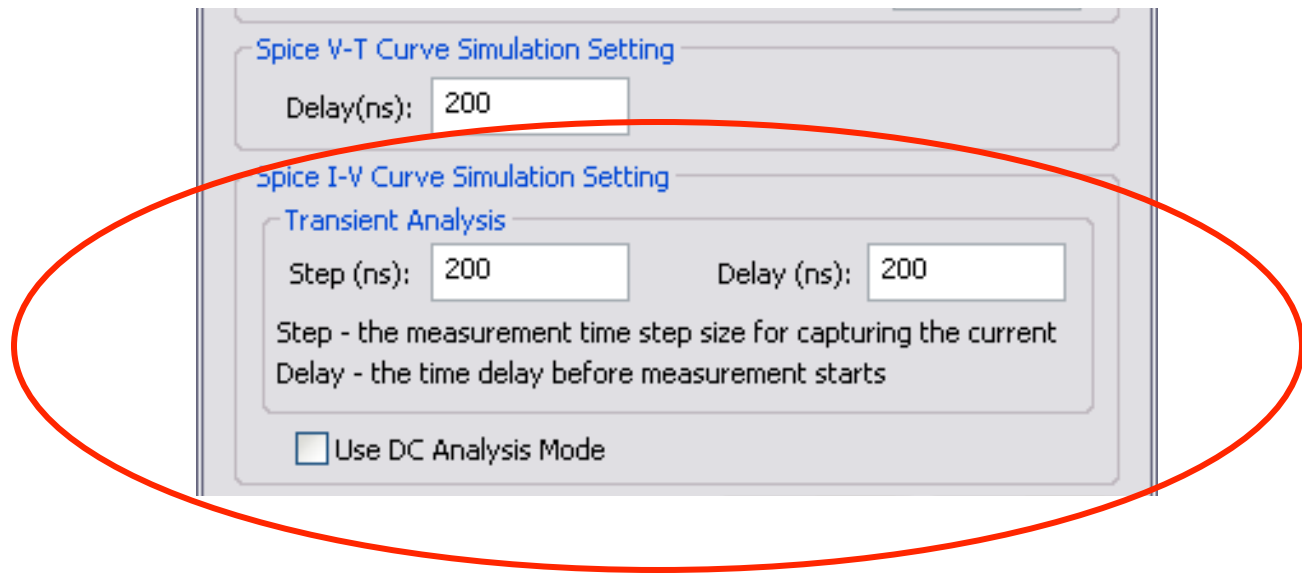 Spice V-T Curve Simulation Setting
Delay(ns): 200
Spice I-V Curve Simulation Setting
Transient Analysis
Step (ns): 200 Delay (ns): 200
Step - the measurement time step size for capturing the current
Delay - the time delay before measurement starts
Use DC Analysis Mode